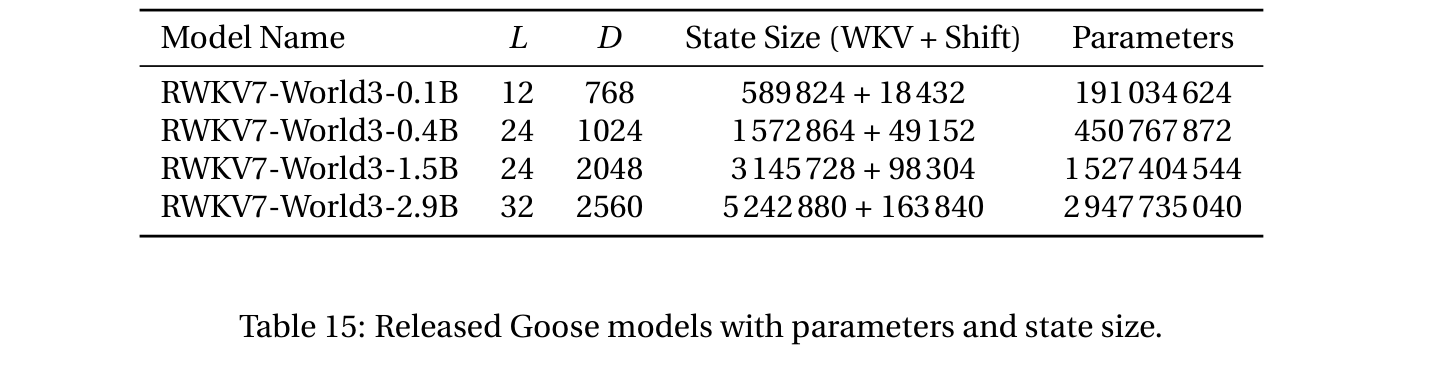 Model Name L D State Size (WKV + Shift) Parameters
RWKV7-World3-0.1B 12 768 589 824 + 18 432 191 034 624
RWKV7-World3-0.4B 24 1024 1 572 864 + 49 152 450 767 872
RWKV7-World3-1.5B 24 2048 3 145 728 + 98 304 1 527 404 544
RWKV7-World3-2.9B 32 2560 5 242 880 + 163 840 2 947 735 040
Table 15: Released Goose models with parameters and state size.